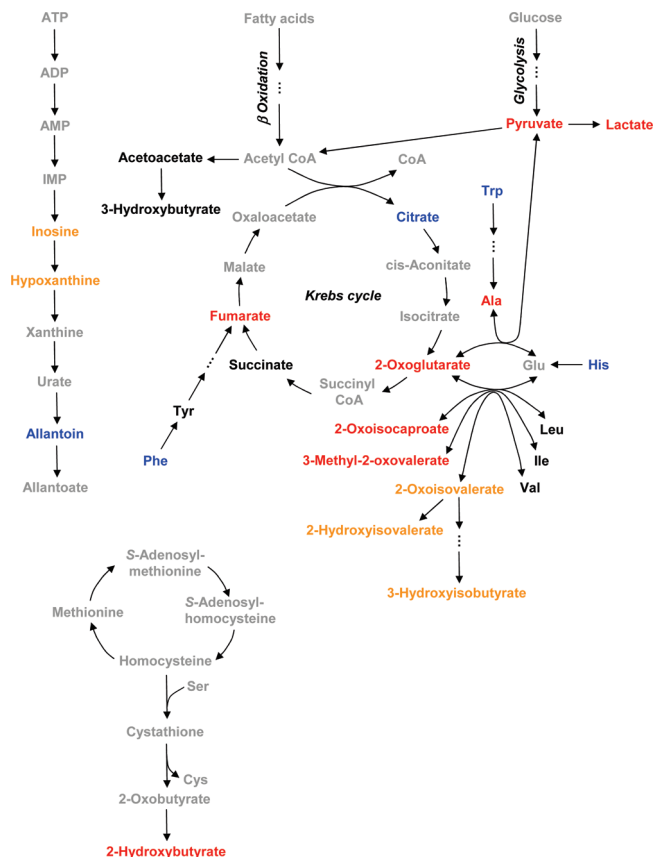 ATP
Fatty acids
Glucose
ADP
β Oxidation
...
Glycolysis
...
AMP
Pyruvate
Lactate
Acetoacetate
Acetyl CoA
CoA
IMP
Trp
3-Hydroxybutyrate
Oxaloacetate
Citrate
Inosine
...
Malate
cis-Aconitate
Hypoxanthine
Krebs cycle
Ala
Fumarate
Isocitrate
Xanthine
...
Succinate
2-Oxoglutarate
Glu
His
Urate
Succinyl
CoA
Tyr
Allantoin
2-Oxoisocaproate
Leu
Phe
3-Methyl-2-oxovalerate
Ile
Allantoate
2-Oxoisovalerate
Val
2-Hydroxyisovalerate
...
S-Adenosyl-
methionine
3-Hydroxyisobutyrate
Methionine
S-Adenosyl-
homocysteine
Homocysteine
Ser
Cystathione
Cys
2-Oxobutyrate
2-Hydroxybutyrate